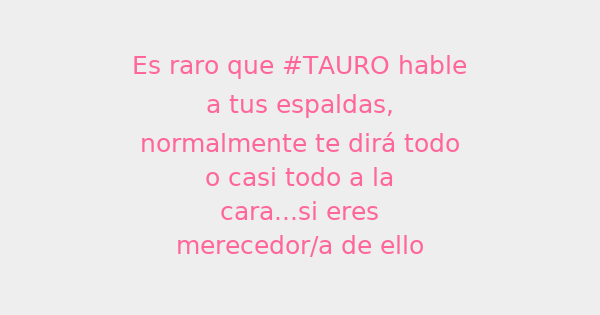 Es raro que #TAURO hable
a tus espaldas,
normalmente te dirá todo
o casi todo a la
cara...si eres
merecedor/a de ello